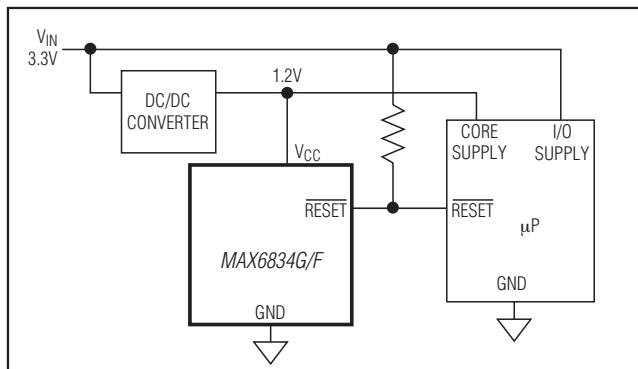 VIN
3.3V
1.2V
DC/DC
CONVERTER
CORE
SUPPLY
I/O
SUPPLY
VCC
RESET
RESET
μP
MAX6834G/F
GND
GND